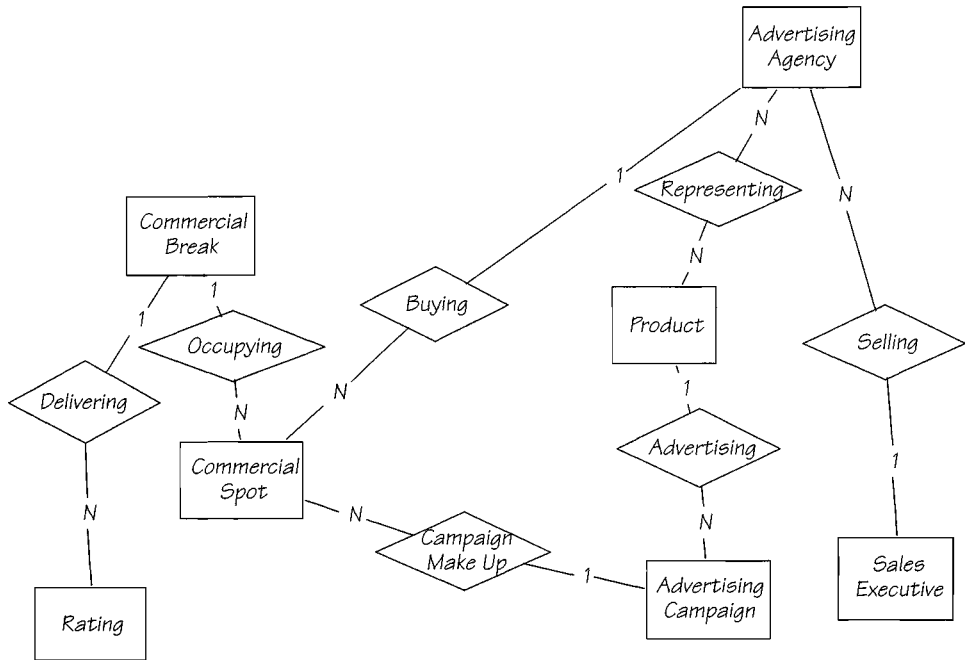 Advertising
Agency
N
1
Representing
N
Commercial
Break
N
1
Buying
1
Product
Occupying
Selling
1
Delivering
N
N
Advertising
Commercial
Spot
1
N
N
N
Campaign
Make Up
1
Sales
Executive
Advertising
Campaign
Rating